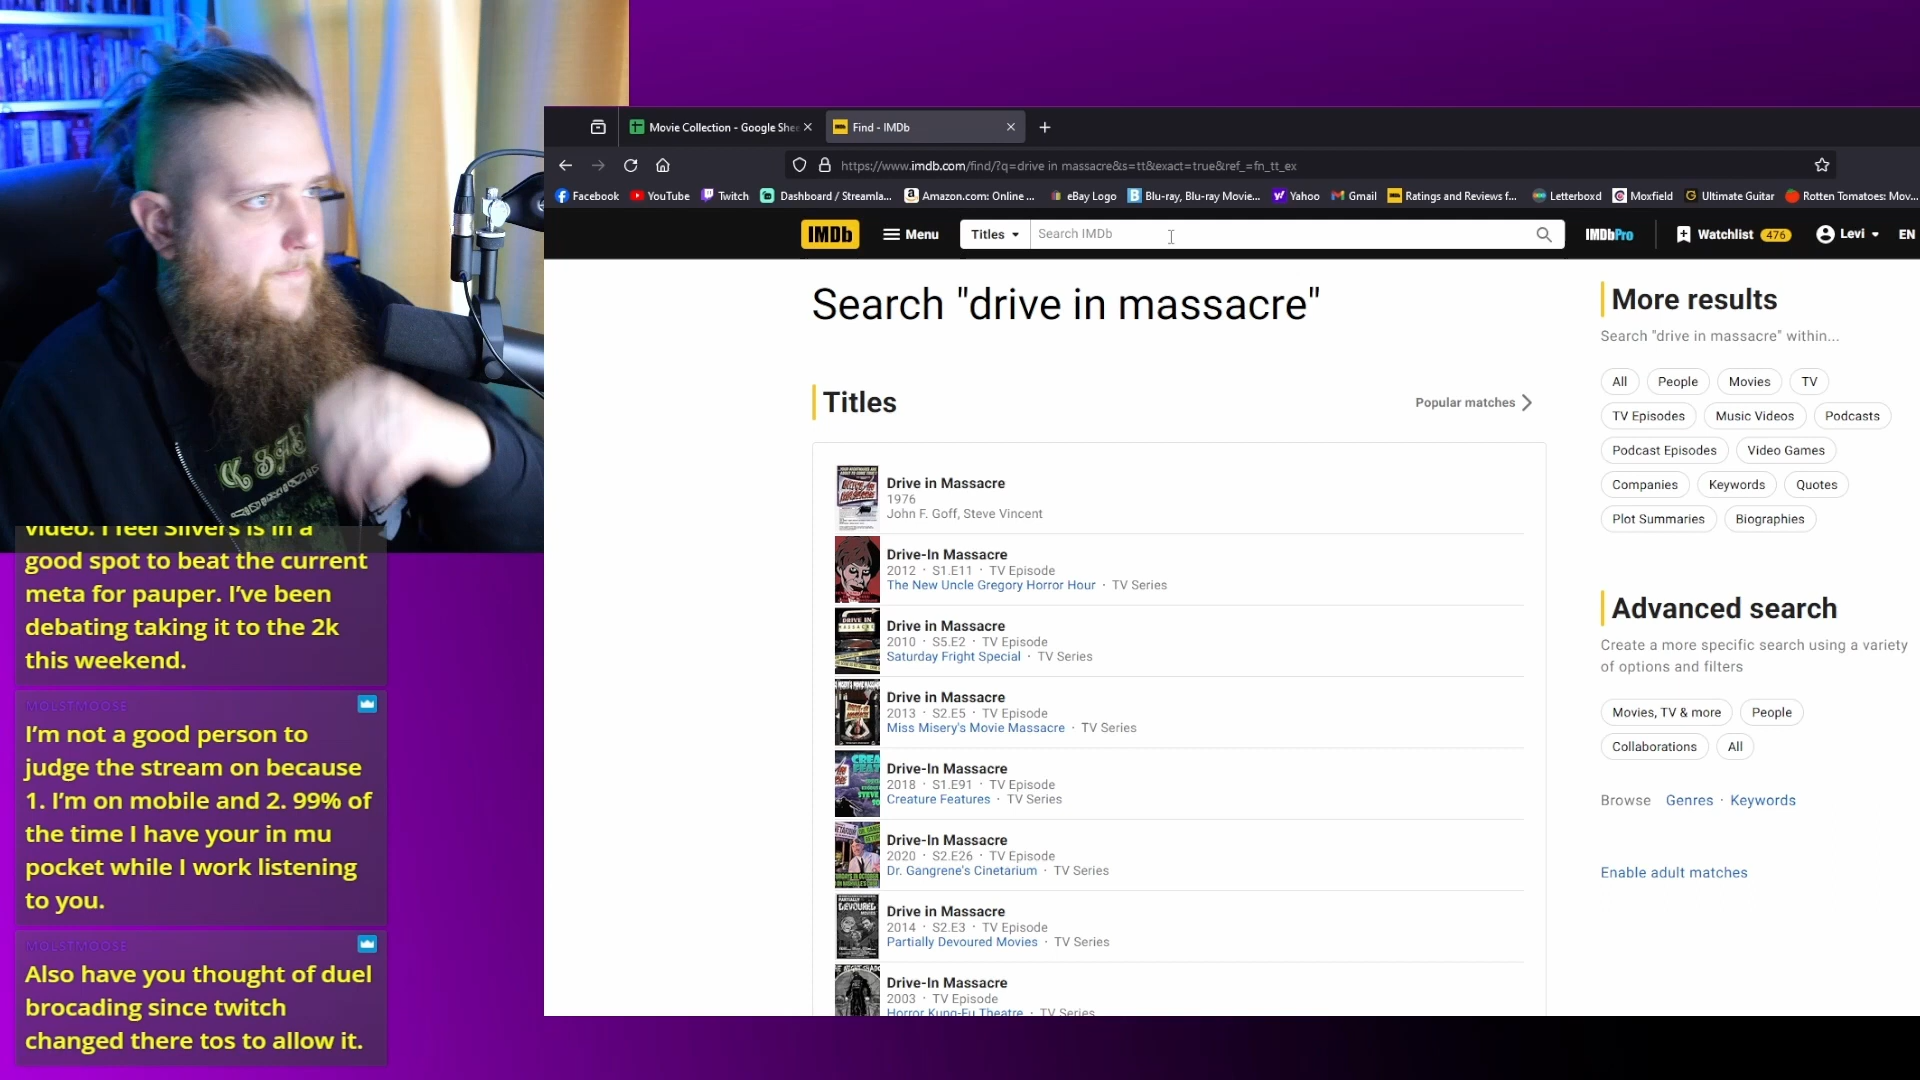 Movie Collection - Google Shee
Find - IMDb
https://www.imdb.com/find/?q=drive in massacre&s=tt&exact=true&ref_=fn_tt_ex
Facebook
YouTube
Twitch
Dashboard / Streamla...
Amazon.com: Online ...
eBay Logo
Blu-ray, Blu-ray Movie...
Yahoo
Gmail
Ratings and Reviews f...
Letterboxd
Moxfield
Ultimate Guitar
Rotten Tomatoes: Mov...
IMDb
Menu
Titles
Search IMDb
IMDbPro
Watchlist 476
Levi
EN
Search "drive in massacre"
Titles
Popular matches
Drive in Massacre
1976
John F. Goff, Steve Vincent
Drive-In Massacre
2012 · S1.E11 · TV Episode
The New Uncle Gregory Horror Hour · TV Series
Drive in Massacre
2010 · S5.E2 · TV Episode
Saturday Fright Special · TV Series
Drive in Massacre
2013 · S2.E5 · TV Episode
Miss Misery's Movie Massacre · TV Series
Drive-In Massacre
2018 · S1.E91 · TV Episode
Creature Features · TV Series
Drive-In Massacre
2020 · S2.E26 · TV Episode
Dr. Gangrene's Cinetarium · TV Series
Drive in Massacre
2014 · S2.E3 · TV Episode
Partially Devoured Movies · TV Series
Drive-In Massacre
2003 · TV Episode
Horror Kung-Fu Theatre · TV Series
More results
Search "drive in massacre" within...
All
People
Movies
TV
TV Episodes
Music Videos
Podcasts
Podcast Episodes
Video Games
Companies
Keywords
Quotes
Plot Summaries
Biographies
Advanced search
Create a more specific search using a variety
of options and filters
Movies, TV & more
People
Collaborations
All
Browse Genres · Keywords
Enable adult matches
video. I feel Slivers is in a
good spot to beat the current
meta for pauper. I've been
debating taking it to the 2k
this weekend.
MOLSTMOOSE
I'm not a good person to
judge the stream on because
1. I'm on mobile and 2. 99% of
the time I have your in mu
pocket while I work listening
to you.
MOLSTMOOSE
Also have you thought of duel
brocading since twitch
changed there tos to allow it.